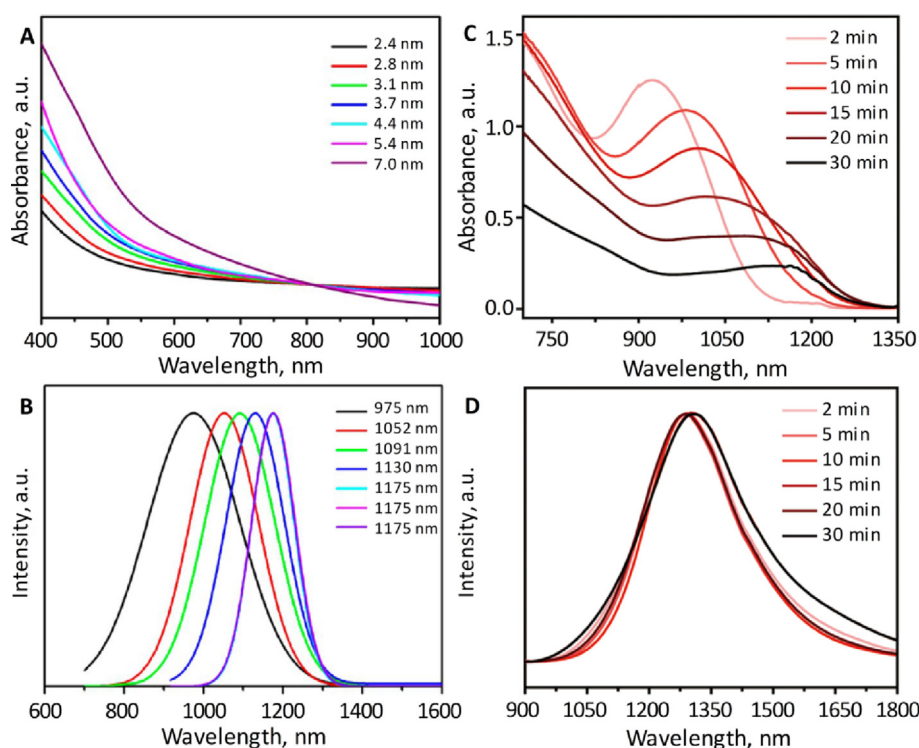 A
2.4 nm
2.8 nm
3.1 nm
3.7 nm
4.4 nm
5.4 nm
7.0 nm
Absorbance, a.u.
400 500 600 700 800 900 1000
Wavelength, nm
C
2 min
5 min
10 min
15 min
20 min
30 min
Absorbance, a.u.
1.5
1.0
0.5
0.0
750 900 1050 1200 1350
Wavelength, nm
B
975 nm
1052 nm
1091 nm
1130 nm
1175 nm
1175 nm
1175 nm
Intensity, a.u.
600 800 1000 1200 1400 1600
Wavelength, nm
D
2 min
5 min
10 min
15 min
20 min
30 min
Intensity, a.u.
900 1050 1200 1350 1500 1650 1800
Wavelength, nm